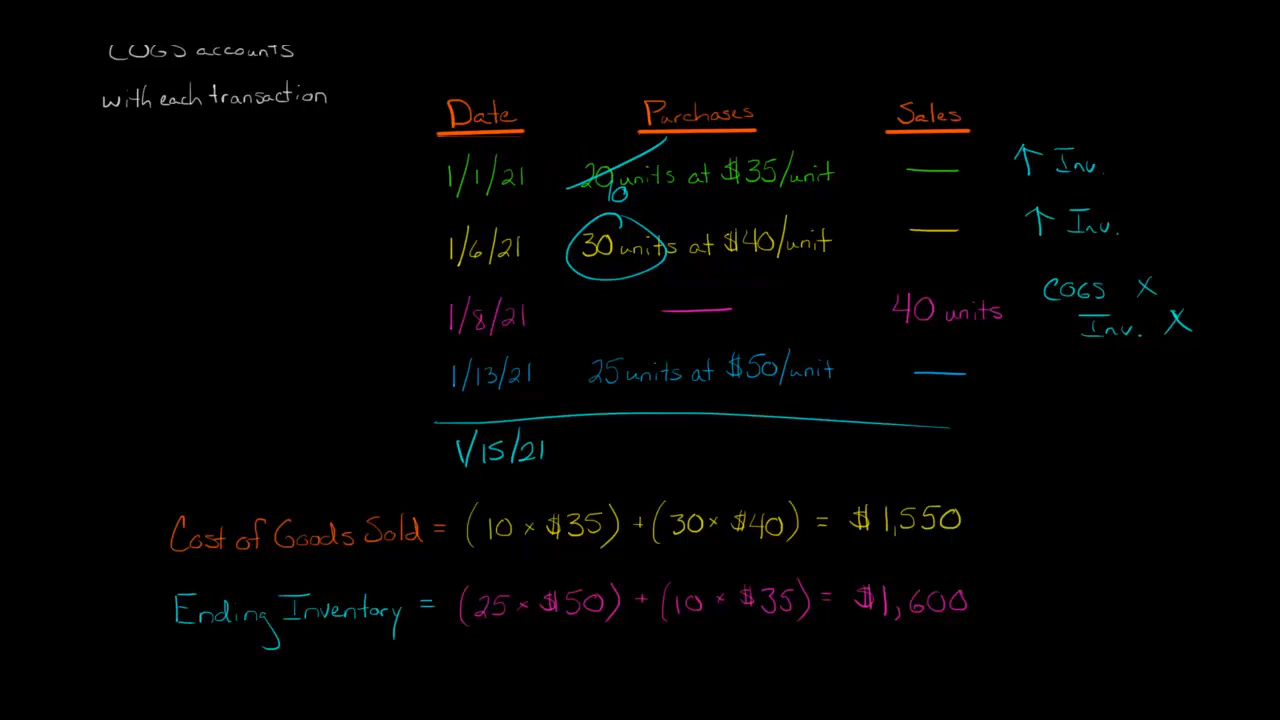 COGS accounts
with each transaction
Date Purchases Sales
1/1/21 20 units at $35/unit — ↑ Inv.
10
1/6/21 30 units at $40/unit — ↑ Inv.
COGS X
1/8/21 — 40 units
Inv. X
1/13/21 25 units at $50/unit —
1/15/21
Cost of Goods Sold = (10 × $35) + (30 × $40) = $1,550
Ending Inventory = (25 × $50) + (10 × $35) = $1,600